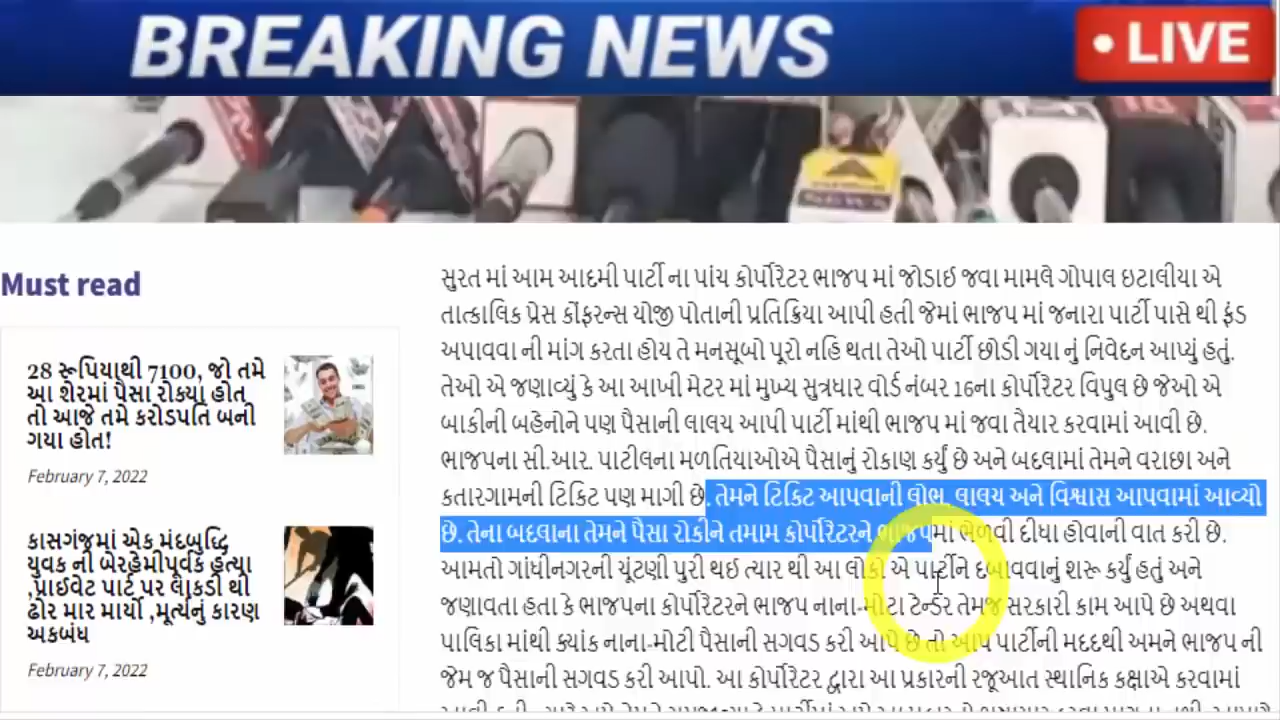 BREAKING NEWS
• LIVE
Must read
28 રૂપિયાથી 7100, જો તમે
આ શેરમાં પૈસા રોક્યા હોત
તો આજે તમે કરોડપતિ બની
ગયા હોત!
February 7, 2022
કાસગંજમાં એક મંદબુદ્ધિ
યુવક ની બેરહેમીપૂર્વક હત્યા
,પ્રાઈવેટ પાર્ટ પર લાકડી થી
ઢોર માર માર્યો ,મૃત્યનું કારણ
અકબંધ
February 7, 2022
સુરત માં આમ આદમી પાર્ટી ના પાંચ કોર્પોરેટર ભાજપ માં જોડાઈ જવા મામલે ગોપાલ ઇટાલીયા એ
તાત્કાલિક પ્રેસ કોંફરન્સ યોજી પોતાની પ્રતિક્રિયા આપી હતી જેમાં ભાજપ માં જનારા પાર્ટી પાસે થી ફંડ
અપાવવા ની માંગ કરતા હોય તે મનસૂબો પૂરો નહિ થતા તેઓ પાર્ટી છોડી ગયા નું નિવેદન આપ્યું હતું.
તેઓ એ જણાવ્યું કે આ આખી મેટર માં મુખ્ય સુત્રધાર વોર્ડ નંબર 16ના કોર્પોરેટર વિપુલ છે જેઓ એ
બાકીની બહેનોને પણ પૈસાની લાલચ આપી પાર્ટી માંથી ભાજપ માં જવા તૈયાર કરવામાં આવી છે.
ભાજપના સી.આર. પાટીલના મળતિયાઓએ પૈસાનું રોકાણ કર્યું છે અને બદલામાં તેમને વરાછા અને
કતારગામની ટિકિટ પણ માગી છે. તેમને ટિકિટ આપવાની લોભ, લાલચ અને વિશ્વાસ આપવામાં આવ્યો
છે. તેના બદલાના તેમને પૈસા રોકીને તમામ કોર્પોરેટરને ભાજપમાં ભેળવી દીધા હોવાની વાત કરી છે.
આમતો ગાંધીનગરની ચૂંટણી પુરી થઈ ત્યાર થી આ લોકો એ પાર્ટીને દબાવવાનું શરૂ કર્યું હતું અને
જણાવતા હતા કે ભાજપના કોર્પોરેટરને ભાજપ નાના-મોટા ટેન્ડર તેમજ સરકારી કામ આપે છે અથવા
પાલિકા માંથી ક્યાંક નાના-મોટી પૈસાની સગવડ કરી આપે છે તો આપ પાર્ટીની મદદથી અમને ભાજપ ની
જેમ જ પૈસાની સગવડ કરી આપો. આ કોર્પોરેટર દ્વારા આ પ્રકારની રજૂઆત સ્થાનિક કક્ષાએ કરવામાં